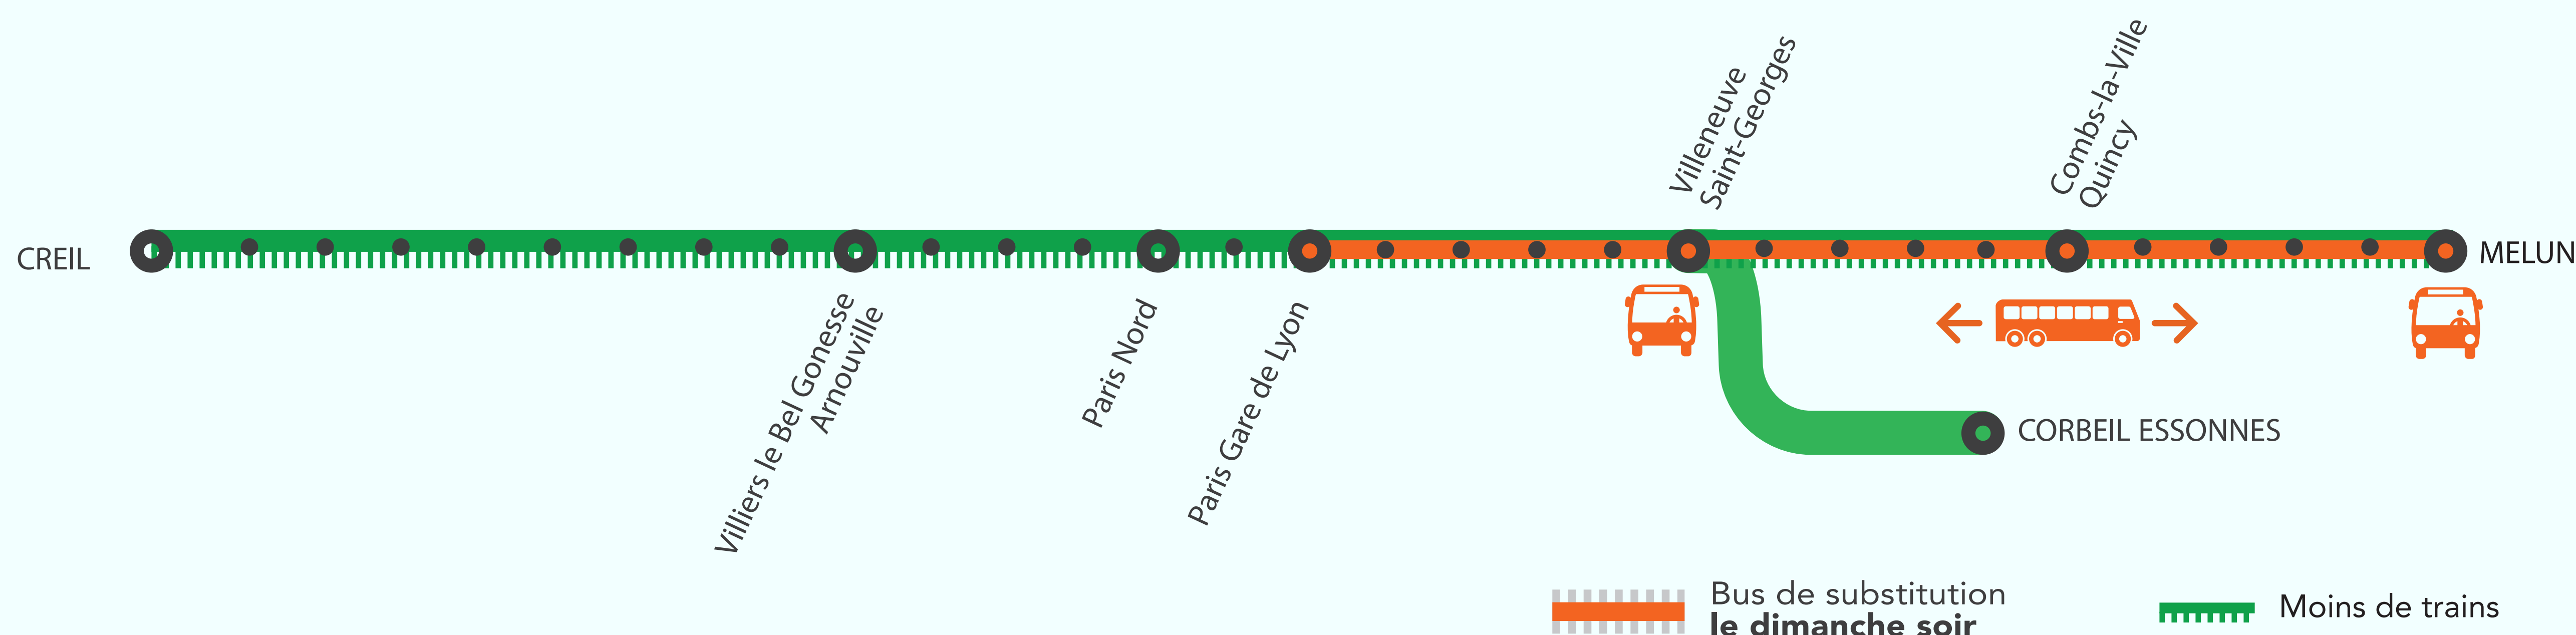 CREIL
Villiers le Bel Gonesse
Arnouville
Paris Nord
Paris Gare de Lyon
Villeneuve
Saint-Georges
Combs-la-Ville
Quincy
MELUN
CORBEIL ESSONNES
Bus de substitution
le dimanche soir
Moins de trains